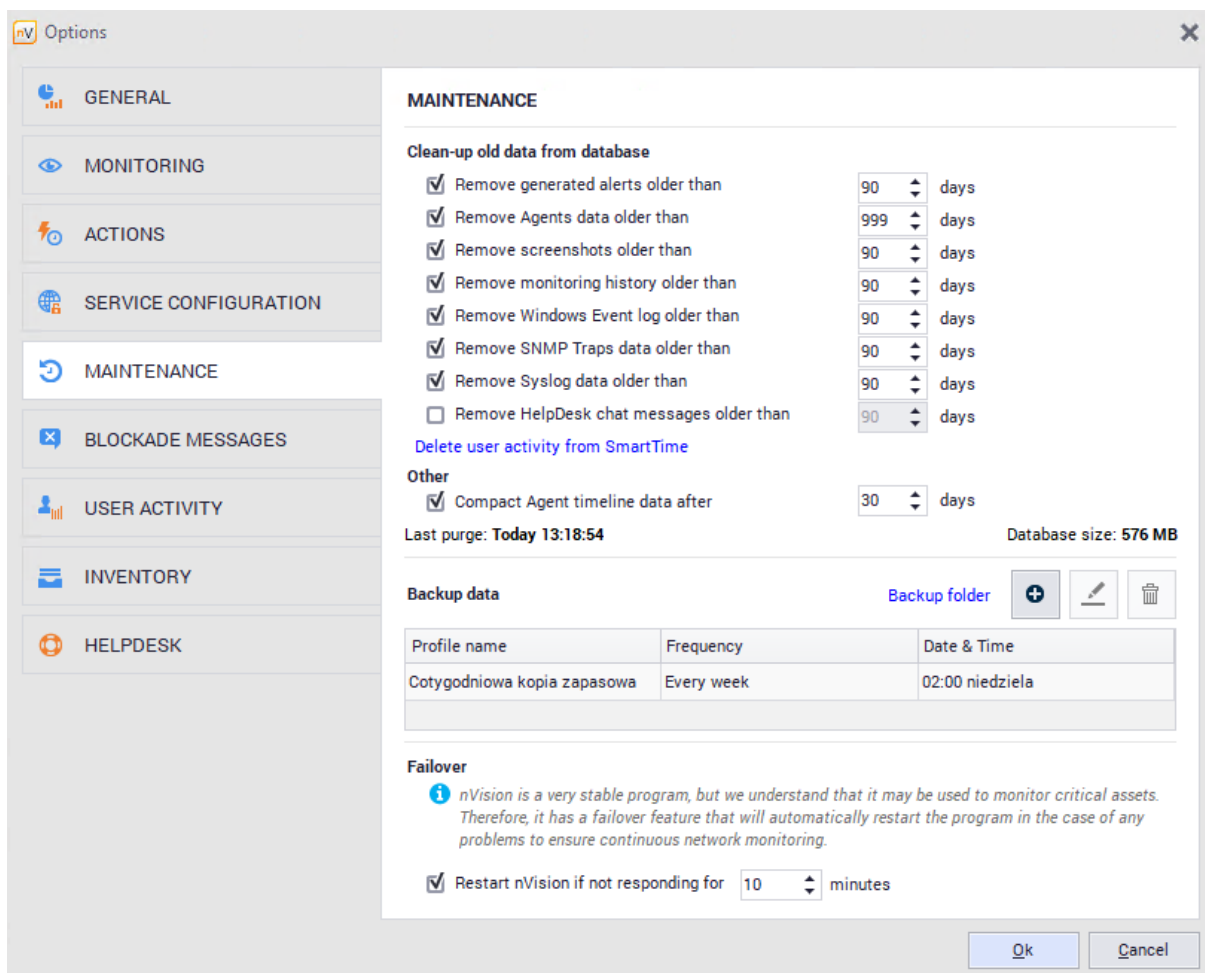 nV Options
GENERAL
MONITORING
ACTIONS
SERVICE CONFIGURATION
MAINTENANCE
BLOCKADE MESSAGES
USER ACTIVITY
INVENTORY
HELPDESK
MAINTENANCE
Clean-up old data from database
Remove generated alerts older than 90 days
Remove Agents data older than 999 days
Remove screenshots older than 90 days
Remove monitoring history older than 90 days
Remove Windows Event log older than 90 days
Remove SNMP Traps data older than 90 days
Remove Syslog data older than 90 days
Remove HelpDesk chat messages older than 90 days
Delete user activity from SmartTime
Other
Compact Agent timeline data after 30 days
Last purge: Today 13:18:54 Database size: 576 MB
Backup data Backup folder
Profile name Frequency Date & Time
Cotygodniowa kopia zapasowa Every week 02:00 niedziela
Failover
nVision is a very stable program, but we understand that it may be used to monitor critical assets.
Therefore, it has a failover feature that will automatically restart the program in the case of any
problems to ensure continuous network monitoring.
Restart nVision if not responding for 10 minutes
Ok Cancel